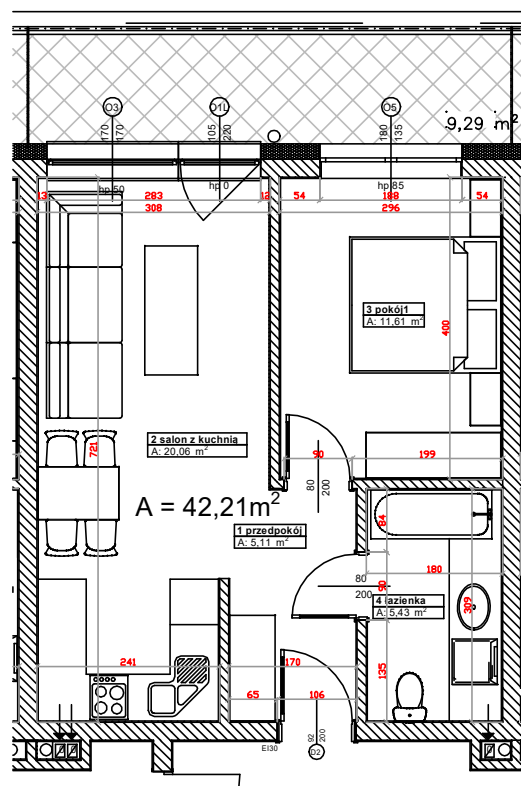 O3
O1L
O5
170
170
105
220
180
135
9,29 m²
hp 50
hp 0
hp 85
13
283
12
54
188
54
308
296
3 pokój1
A: 11,61 m²
400
2 salon z kuchnią
A: 20,06 m²
721
90
199
80
200
A = 42,21m²
84
1 przedpokój
A: 5,11 m²
180
80
200
90
4 łazienka
A: 5,43 m²
309
241
170
135
65
106
EI30
92
200
D2